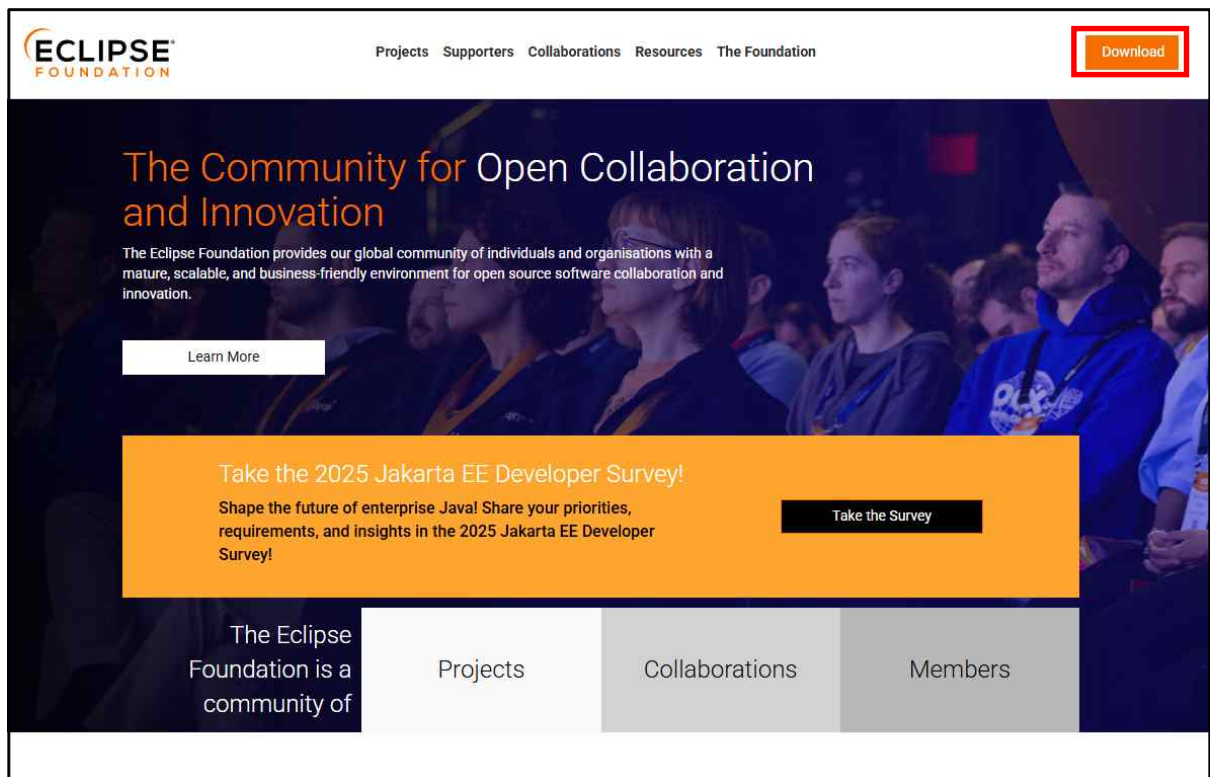 ECLIPSE
FOUNDATION
Projects Supporters Collaborations Resources The Foundation
Download
The Community for Open Collaboration
and Innovation
The Eclipse Foundation provides our global community of individuals and organisations with a
mature, scalable, and business-friendly environment for open source software collaboration and
innovation.
Learn More
Take the 2025 Jakarta EE Developer Survey!
Shape the future of enterprise Java! Share your priorities,
requirements, and insights in the 2025 Jakarta EE Developer
Survey!
Take the Survey
The Eclipse
Foundation is a
community of
Projects
Collaborations
Members